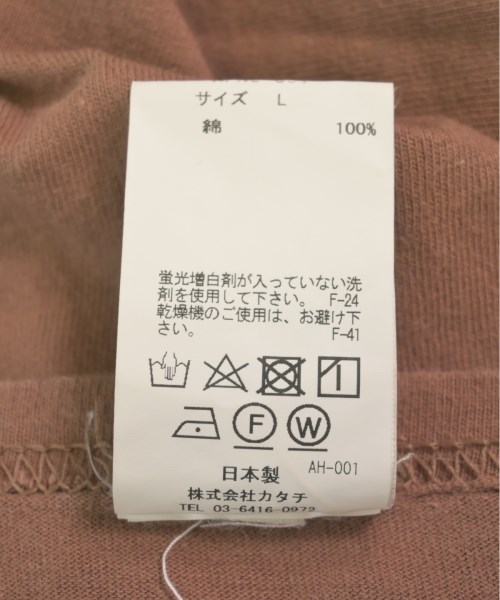 サイズ L
綿 100%
蛍光増白剤が入っていない洗
剤を使用して下さい。 F-24
乾燥機のご使用は、お避け下
さい。 F-41
F W
AH-001
日本製
株式会社カタチ
TEL 03-6416-0972